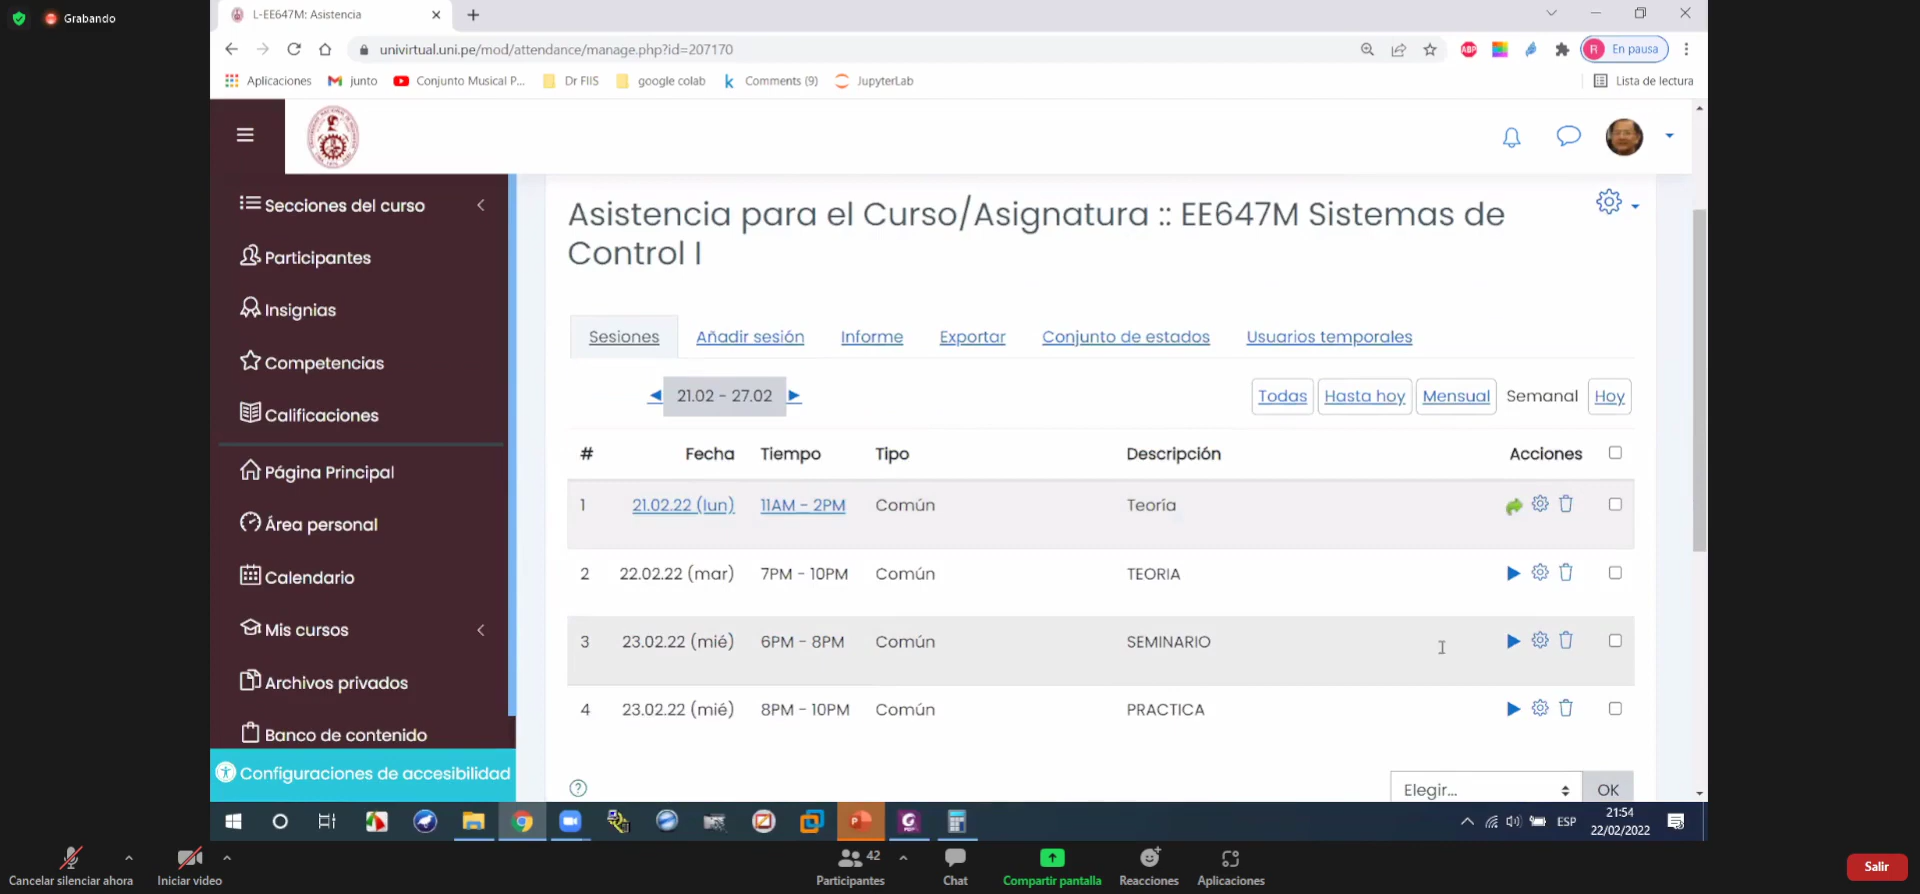 Grabando
L-EE647M: Asistencia
univirtual.uni.pe/mod/attendance/manage.php?id=207170
ABP
R En pausa
Aplicaciones junto Conjunto Musical P... Dr FIIS google colab k Comments (9) JupyterLab Lista de lectura
Secciones del curso
Participantes
Insignias
Competencias
Calificaciones
Página Principal
Área personal
Calendario
Mis cursos
Archivos privados
Banco de contenido
Configuraciones de accesibilidad
Asistencia para el Curso/Asignatura :: EE647M Sistemas de
Control I
Sesiones Añadir sesión Informe Exportar Conjunto de estados Usuarios temporales
21.02 - 27.02 Todas Hasta hoy Mensual Semanal Hoy
# Fecha Tiempo Tipo Descripción Acciones
1 21.02.22 (lun) 11AM - 2PM Común Teoría
2 22.02.22 (mar) 7PM - 10PM Común TEORIA
3 23.02.22 (mié) 6PM - 8PM Común SEMINARIO
4 23.02.22 (mié) 8PM - 10PM Común PRACTICA
? Elegir... OK
ESP 21:54
22/02/2022
42
Cancelar silenciar ahora Iniciar video Participantes Chat Compartir pantalla Reacciones Aplicaciones Salir